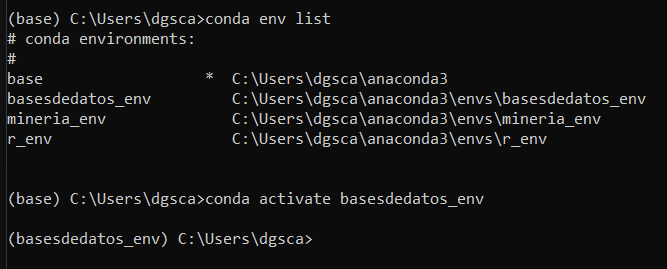 (base) C:\Users\dgsca>conda env list
# conda environments:
#
base                  *  C:\Users\dgsca\anaconda3
basesdedatos_env         C:\Users\dgsca\anaconda3\envs\basesdedatos_env
mineria_env              C:\Users\dgsca\anaconda3\envs\mineria_env
r_env                    C:\Users\dgsca\anaconda3\envs\r_env
(base) C:\Users\dgsca>conda activate basesdedatos_env
(basesdedatos_env) C:\Users\dgsca>